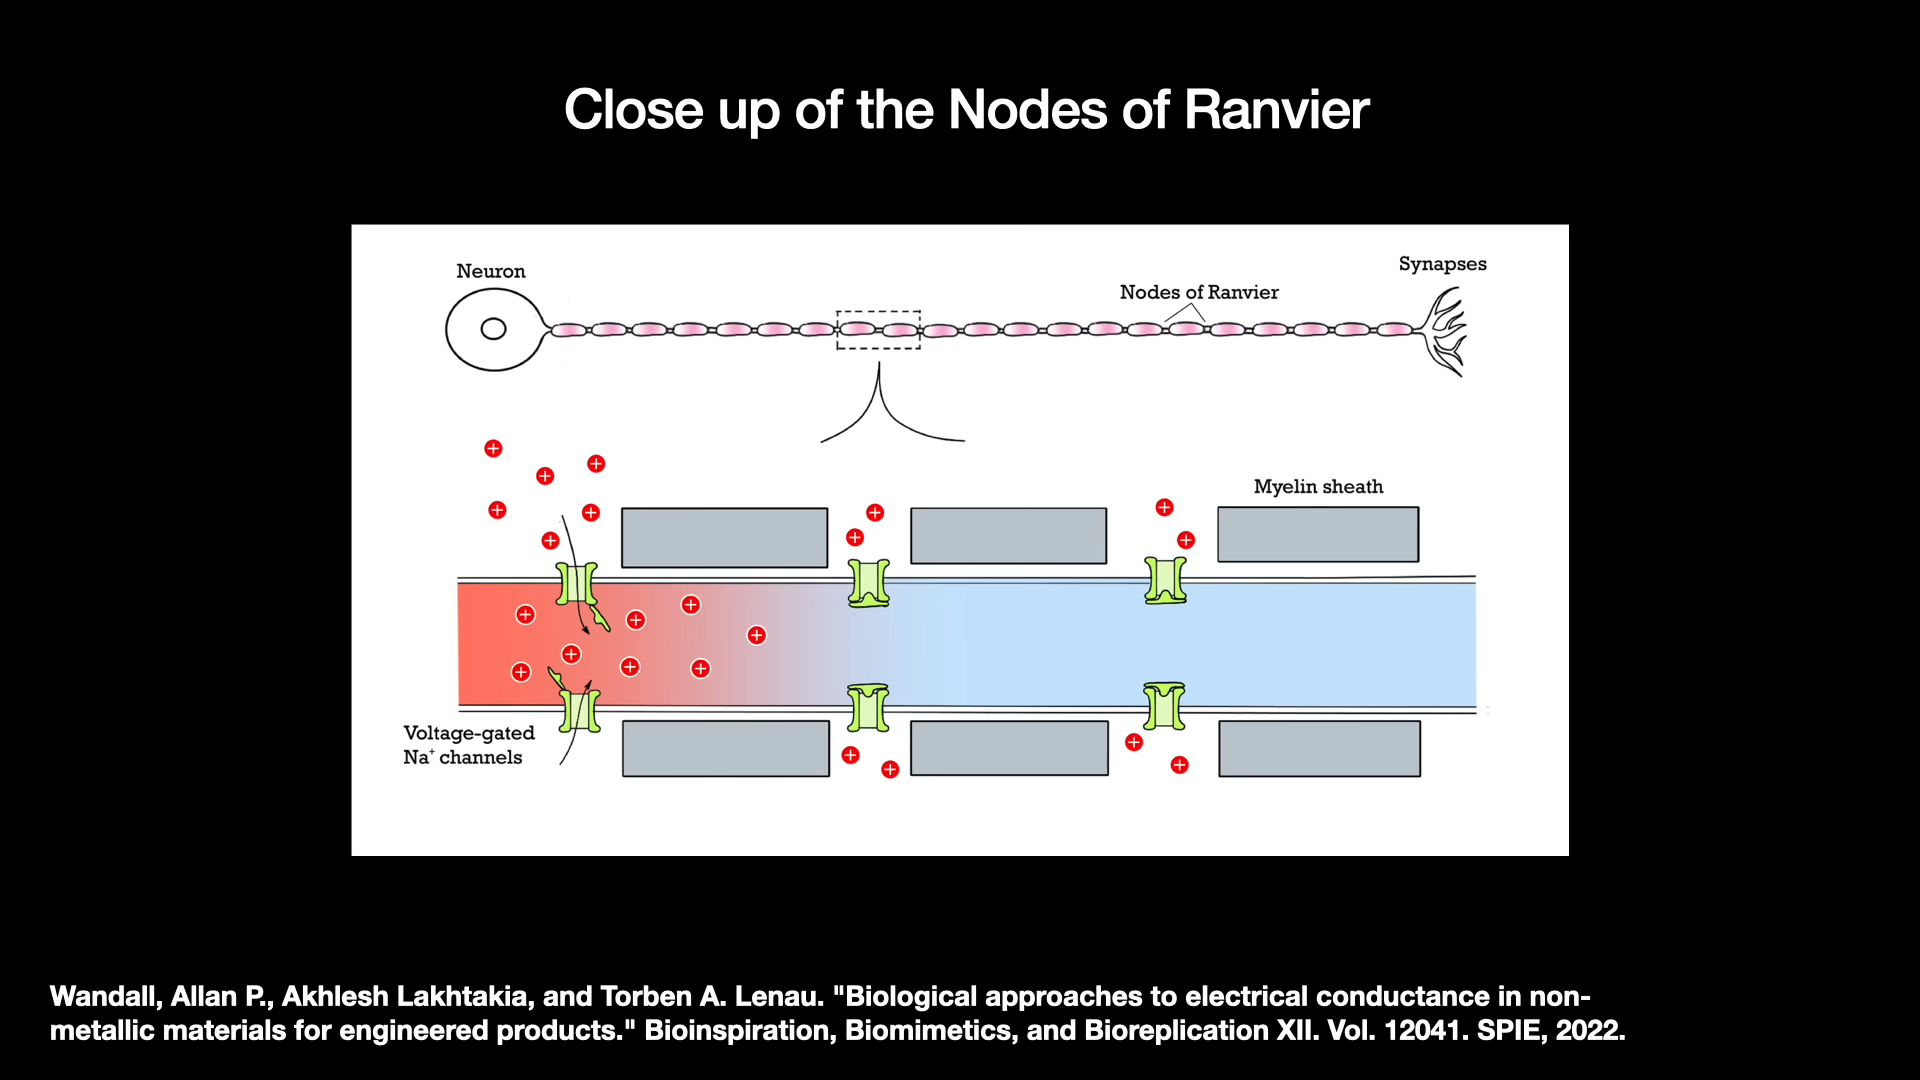 Close up of the Nodes of Ranvier
Neuron
Synapses
Nodes of Ranvier
Myelin sheath
Voltage-gated
Na⁺ channels
Wandall, Allan P., Akhlesh Lakhtakia, and Torben A. Lenau. "Biological approaches to electrical conductance in non-
metallic materials for engineered products." Bioinspiration, Biomimetics, and Bioreplication XII. Vol. 12041. SPIE, 2022.